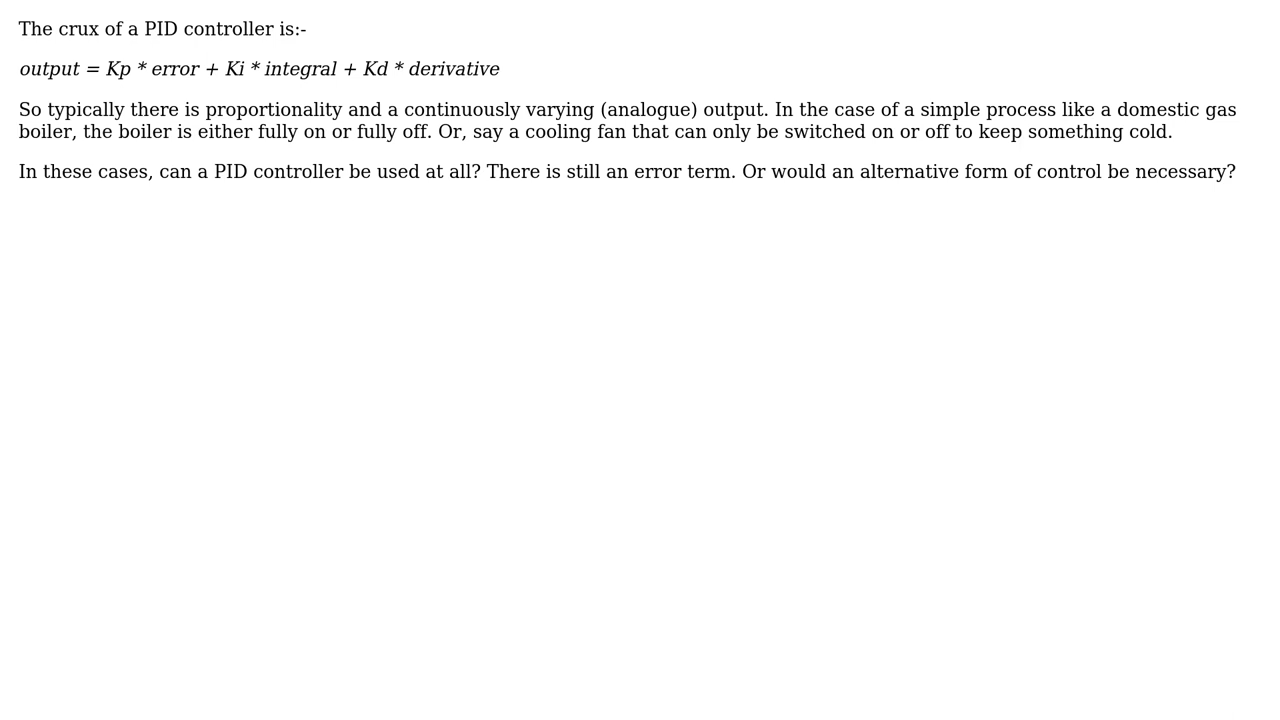 The crux of a PID controller is:-
output = Kp * error + Ki * integral + Kd * derivative
So typically there is proportionality and a continuously varying (analogue) output. In the case of a simple process like a domestic gas
boiler, the boiler is either fully on or fully off. Or, say a cooling fan that can only be switched on or off to keep something cold.
In these cases, can a PID controller be used at all? There is still an error term. Or would an alternative form of control be necessary?